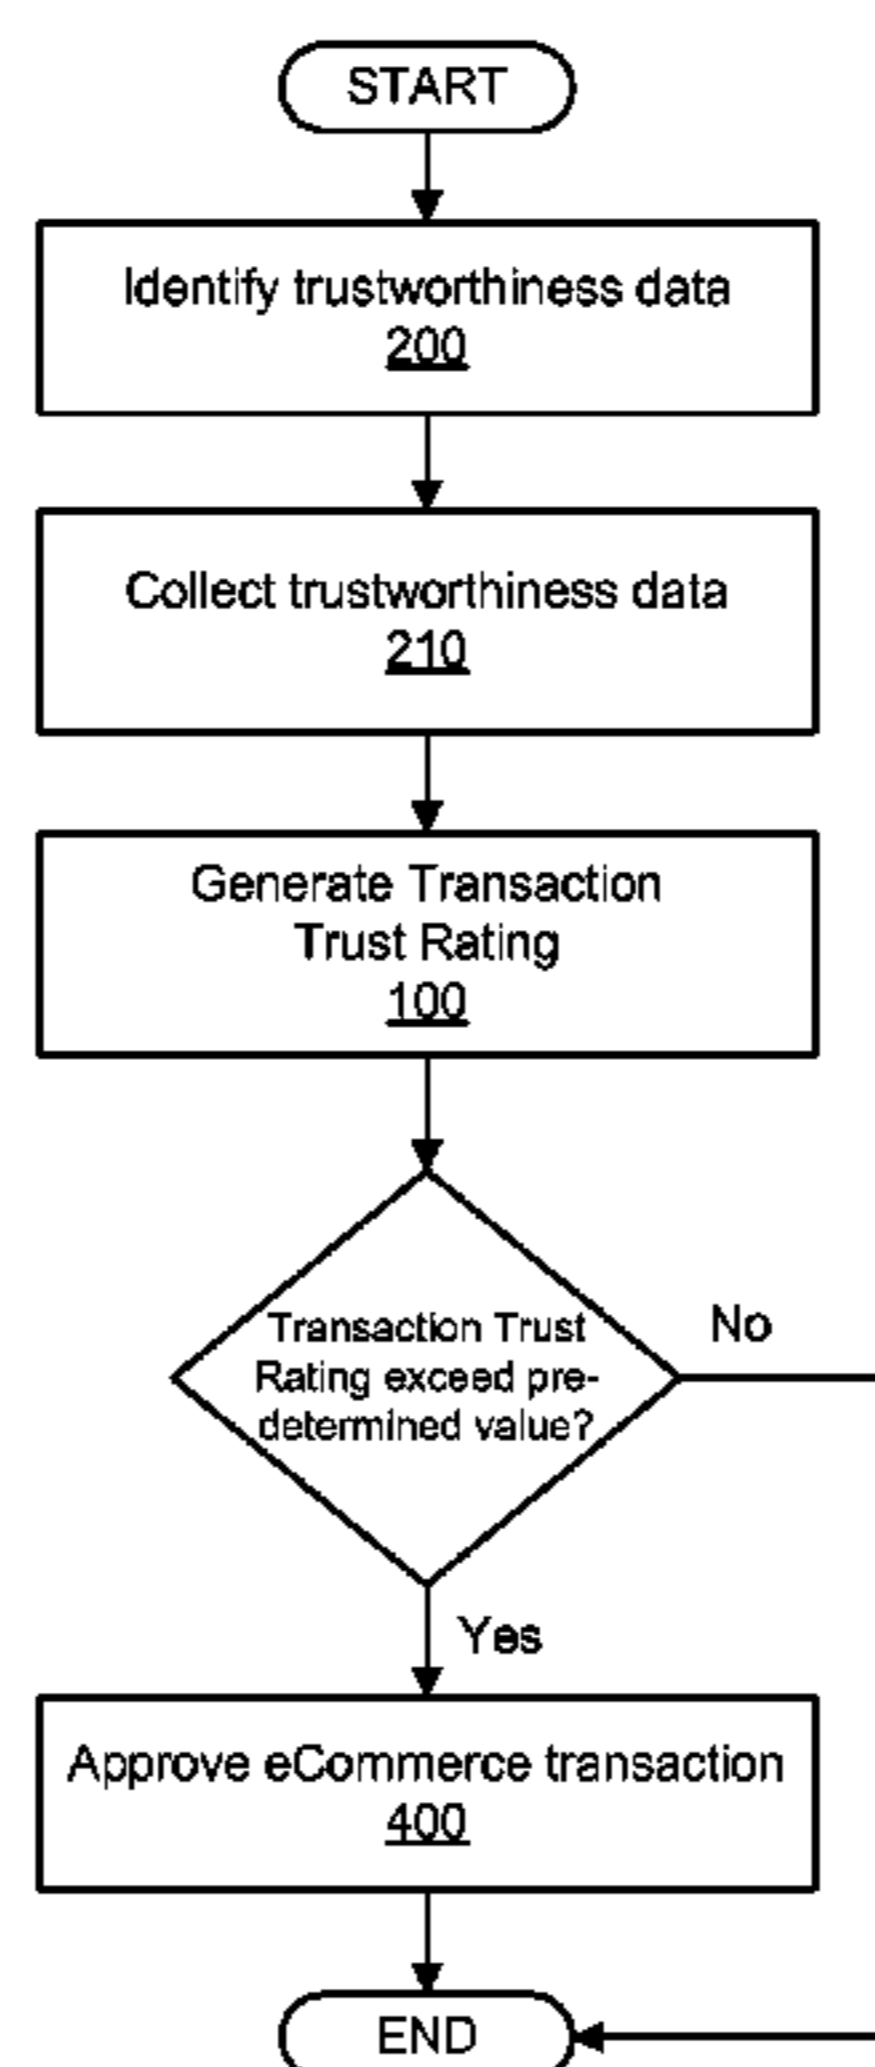 START
Identify trustworthiness data
200
Collect trustworthiness data
210
Generate Transaction
Trust Rating
100
Transaction Trust
Rating exceed pre-
determined value?
No
Yes
Approve eCommerce transaction
400
END